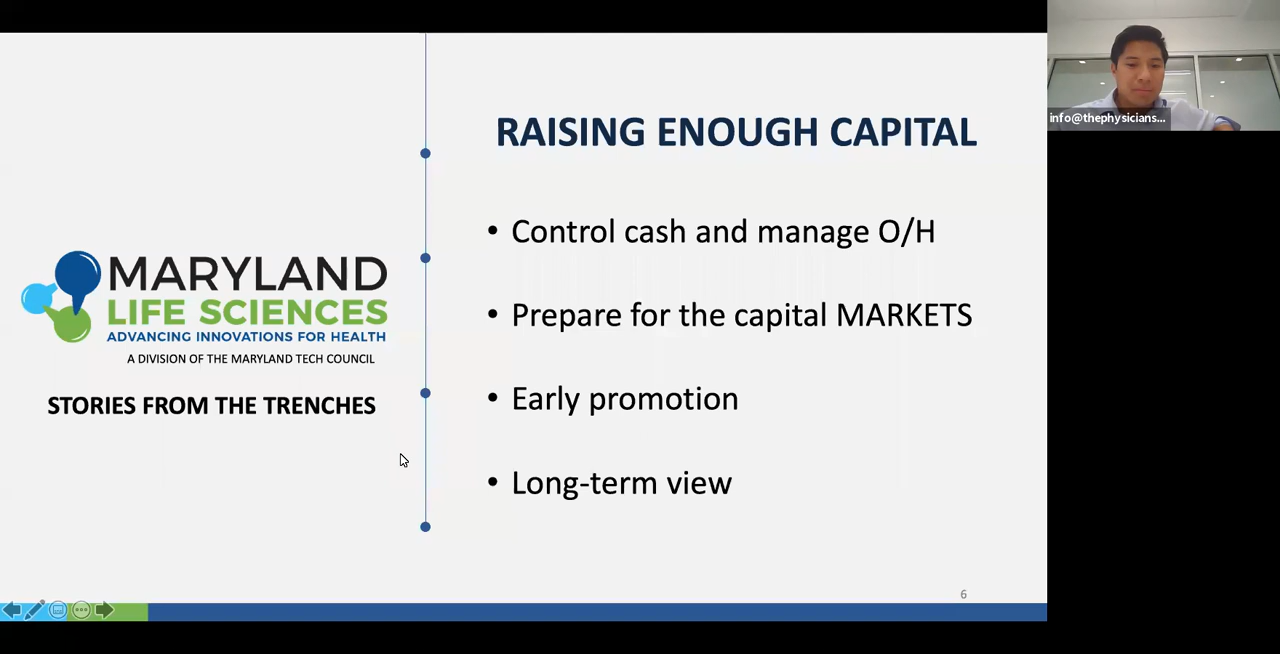 MARYLAND
LIFE SCIENCES
ADVANCING INNOVATIONS FOR HEALTH
A DIVISION OF THE MARYLAND TECH COUNCIL
STORIES FROM THE TRENCHES
RAISING ENOUGH CAPITAL
• Control cash and manage O/H
• Prepare for the capital MARKETS
• Early promotion
• Long-term view
6
info@thephysicians...